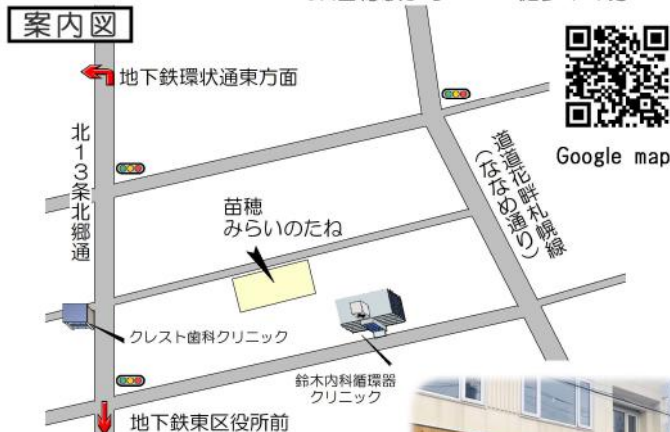 案内図
地下鉄環状通東方面
Google map
北13条北郷通
道道花畔札幌線
(ななめ通り)
苗穂
みらいのたね
クレスト歯科クリニック
鈴木内科循環器
クリニック
地下鉄東区役所前